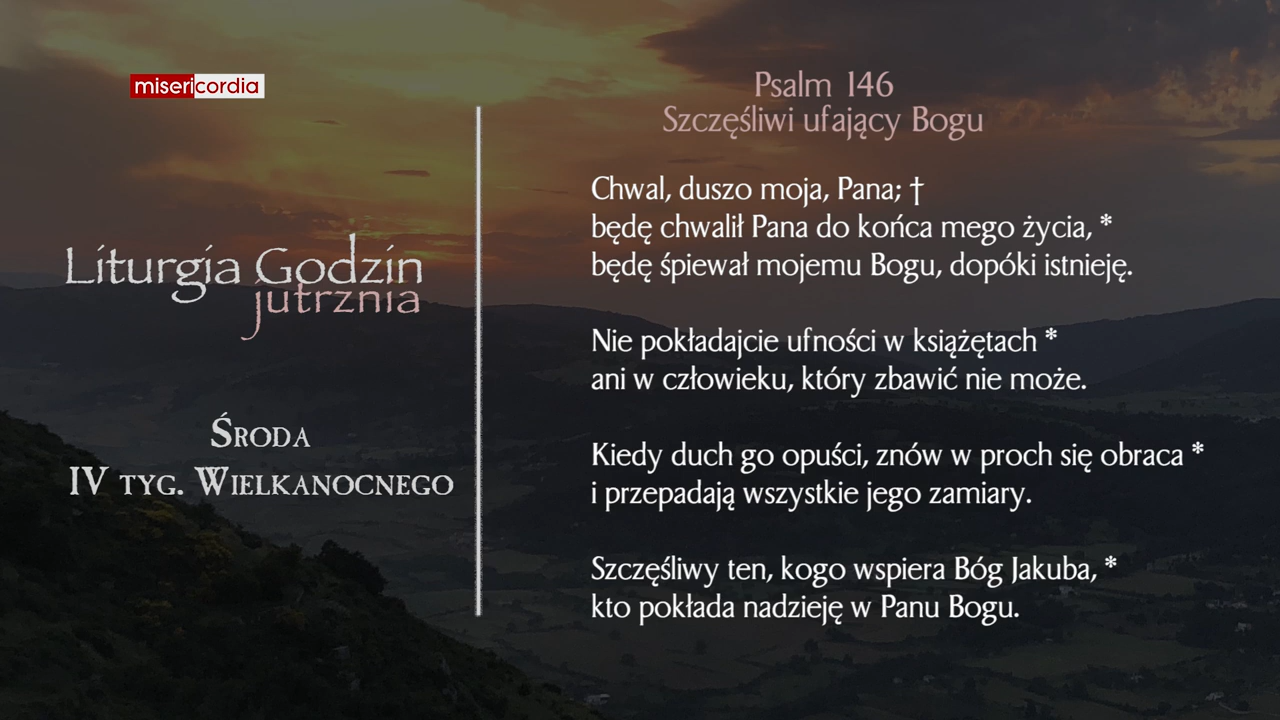 misericordia
Liturgia Godzin
jutrznia
Środa
IV tyg. Wielkanocnego
Psalm 146
Szczęśliwi ufający Bogu
Chwal, duszo moja, Pana; †
będę chwalił Pana do końca mego życia, *
będę śpiewał mojemu Bogu, dopóki istnieję.
Nie pokładajcie ufności w książętach *
ani w człowieku, który zbawić nie może.
Kiedy duch go opuści, znów w proch się obraca *
i przepadają wszystkie jego zamiary.
Szczęśliwy ten, kogo wspiera Bóg Jakuba, *
kto pokłada nadzieję w Panu Bogu.